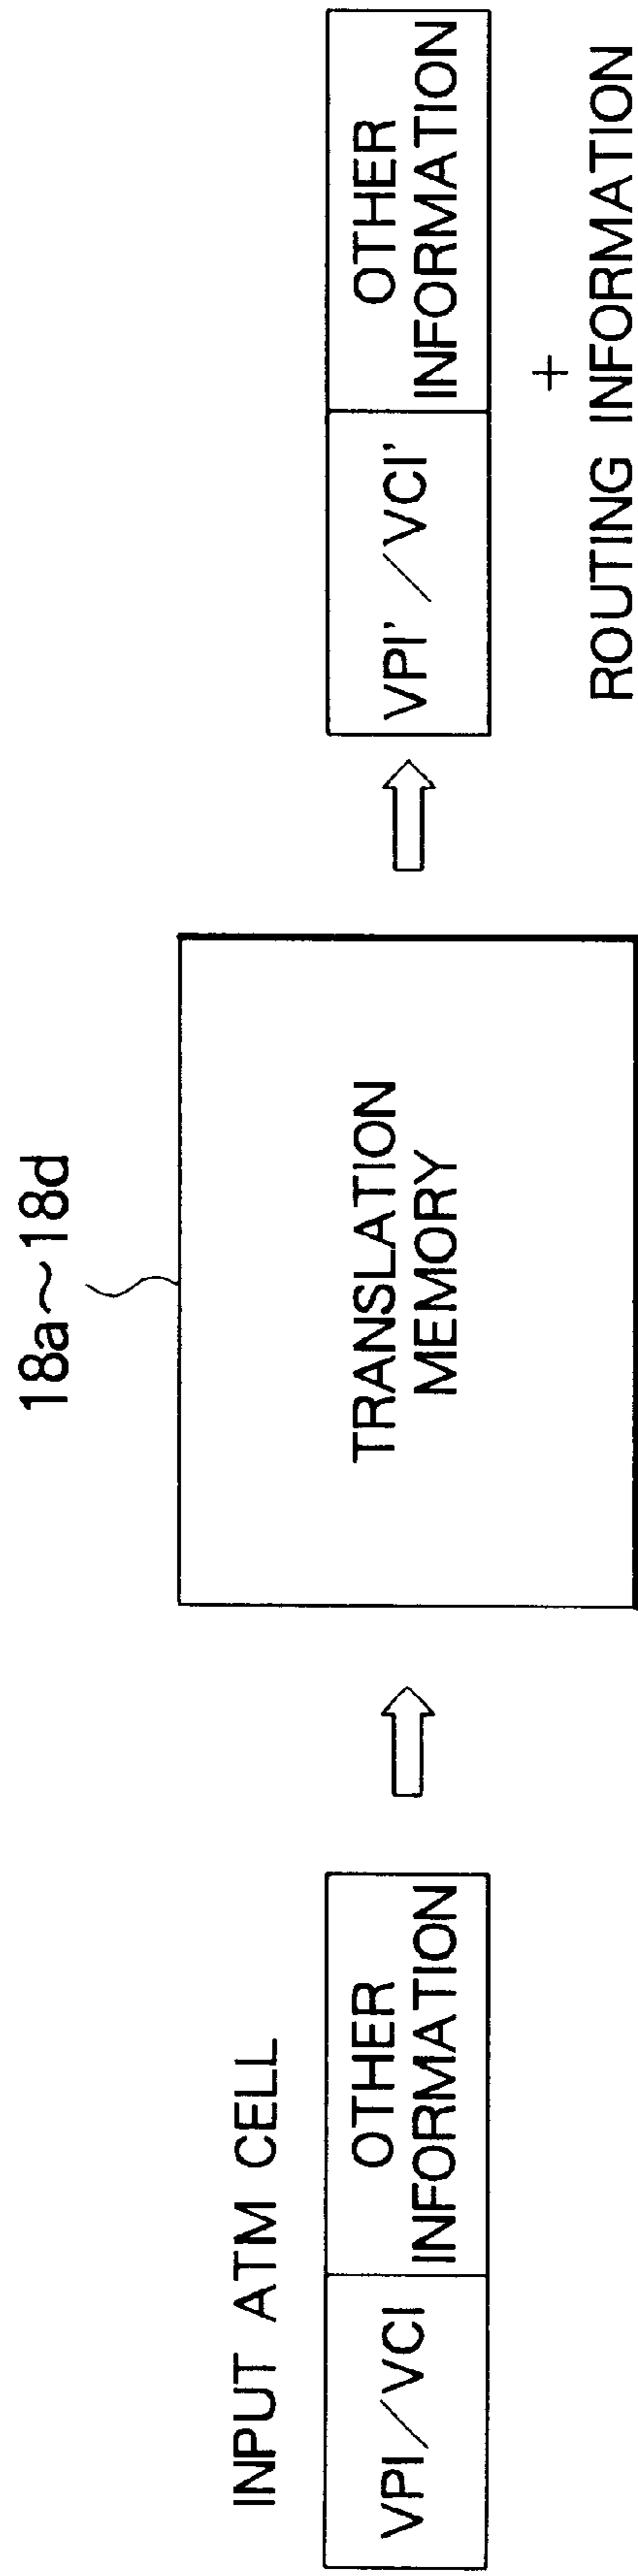 18a~18d
INPUT ATM CELL
VPI/VCI
OTHER
INFORMATION
TRANSLATION
MEMORY
VPI'/VCI'
OTHER
INFORMATION
+
ROUTING INFORMATION